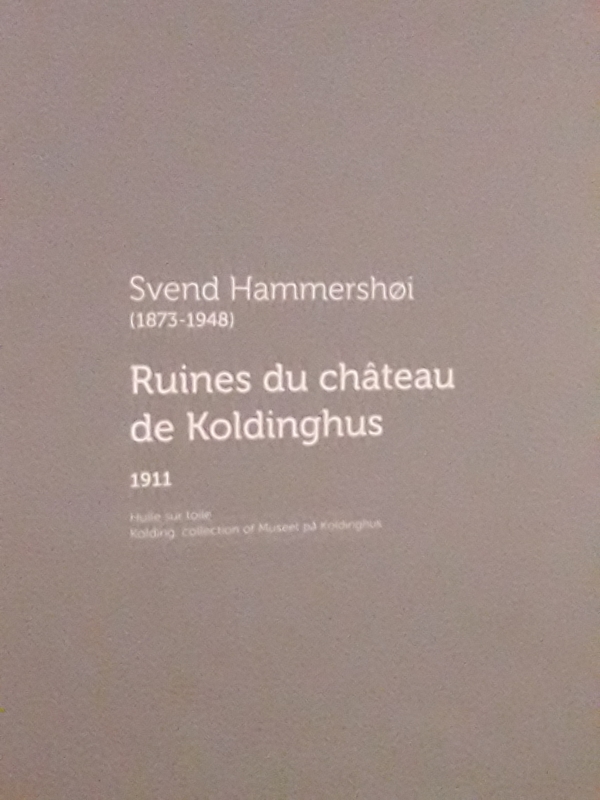 Svend Hammershøi
(1873-1948)
Ruines du château
de Koldinghus
1911
Huile sur toile
Kolding, collection of Museet på Koldinghus